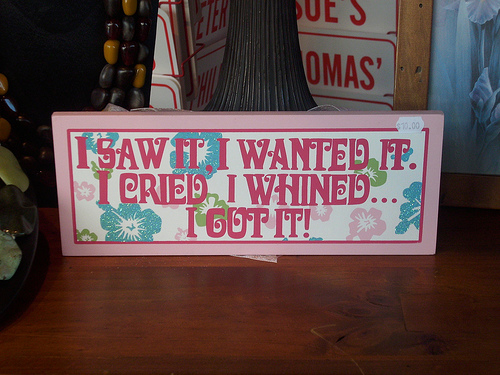 SUE'S
OMAS'
I SAW IT, I WANTED IT.
I CRIED, I WHINED...
I GOT IT!